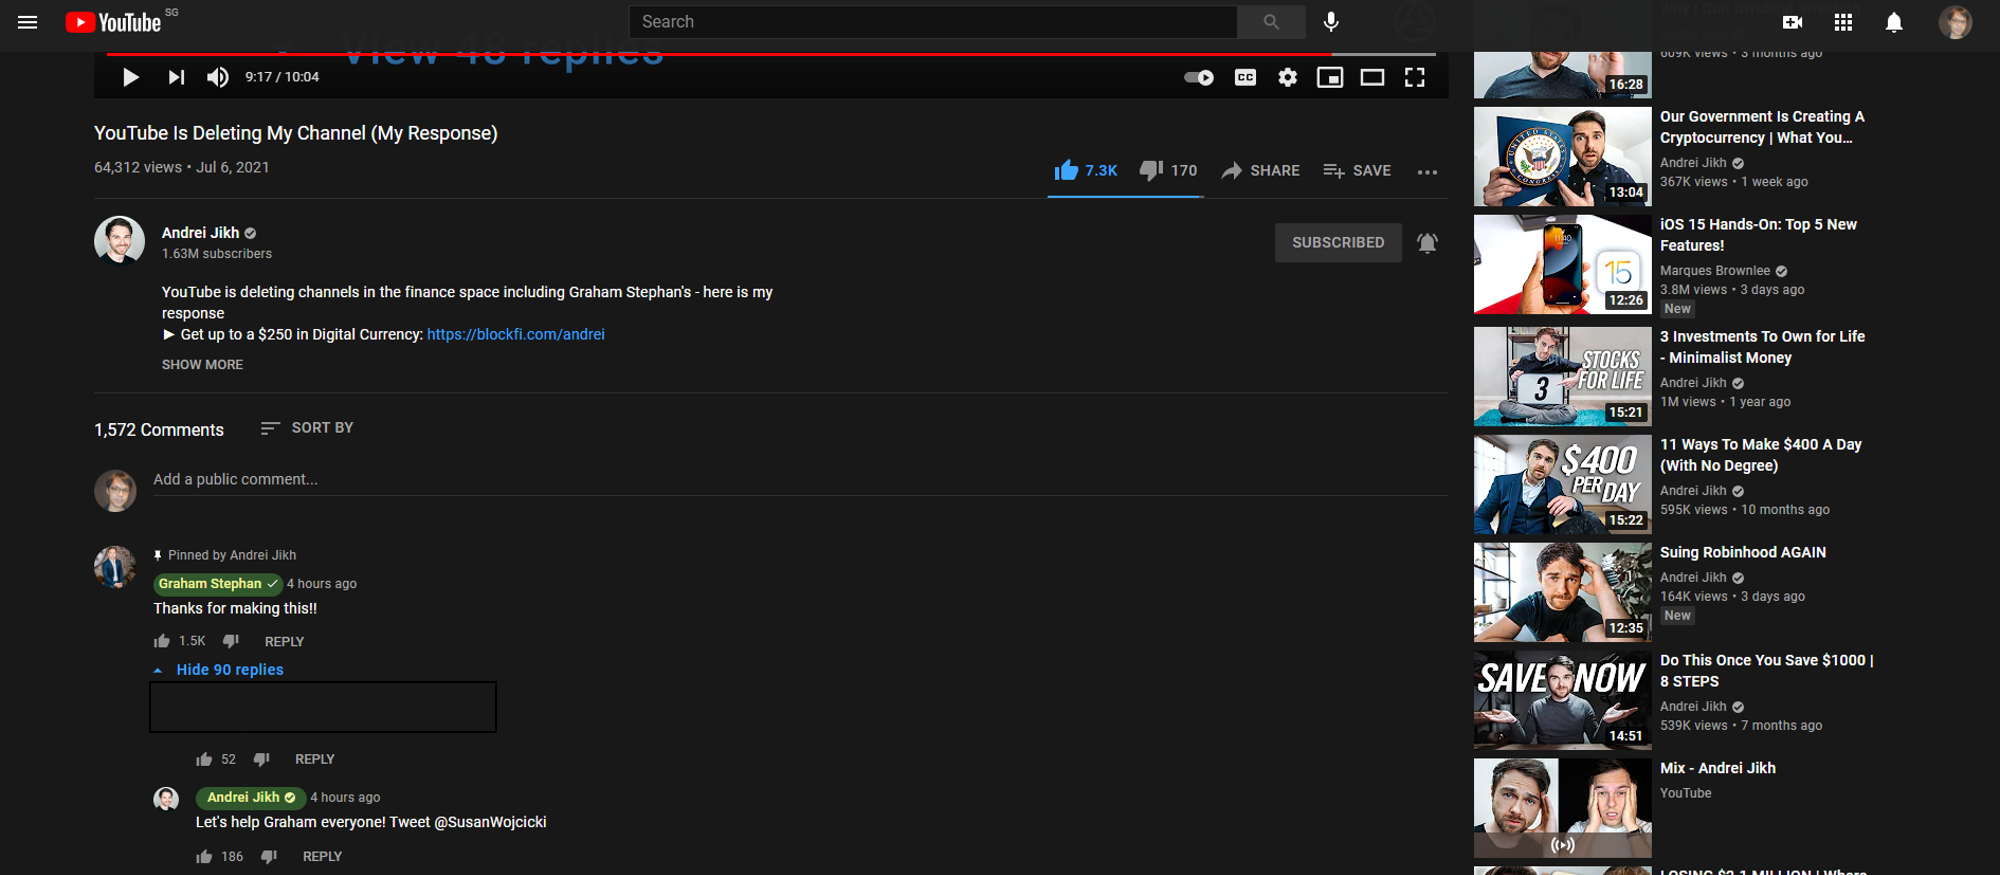 YouTube SG
Search
View 48 replies
9:17 / 10:04
CC
YouTube Is Deleting My Channel (My Response)
64,312 views • Jul 6, 2021
7.3K 170 SHARE SAVE
Andrei Jikh
1.63M subscribers
SUBSCRIBED
YouTube is deleting channels in the finance space including Graham Stephan's - here is my
response
► Get up to a $250 in Digital Currency: https://blockfi.com/andrei
SHOW MORE
1,572 Comments SORT BY
Add a public comment...
Pinned by Andrei Jikh
Graham Stephan 4 hours ago
Thanks for making this!!
1.5K REPLY
Hide 90 replies
52 REPLY
Andrei Jikh 4 hours ago
Let's help Graham everyone! Tweet @SusanWojcicki
186 REPLY
Why I Quit Dividend Investing
669K views • 3 months ago
16:28
UNITED STATES
CONGRESS
13:04
Our Government Is Creating A
Cryptocurrency | What You...
Andrei Jikh
367K views • 1 week ago
11:40
15
12:26
iOS 15 Hands-On: Top 5 New
Features!
Marques Brownlee
3.8M views • 3 days ago
New
STOCKS
FOR LIFE
3
15:21
3 Investments To Own for Life
- Minimalist Money
Andrei Jikh
1M views • 1 year ago
$400
PER DAY
15:22
11 Ways To Make $400 A Day
(With No Degree)
Andrei Jikh
595K views • 10 months ago
12:35
Suing Robinhood AGAIN
Andrei Jikh
164K views • 3 days ago
New
SAVE NOW
14:51
Do This Once You Save $1000 |
8 STEPS
Andrei Jikh
539K views • 7 months ago
Mix - Andrei Jikh
YouTube
LOSING $2.1 MILLION | Where